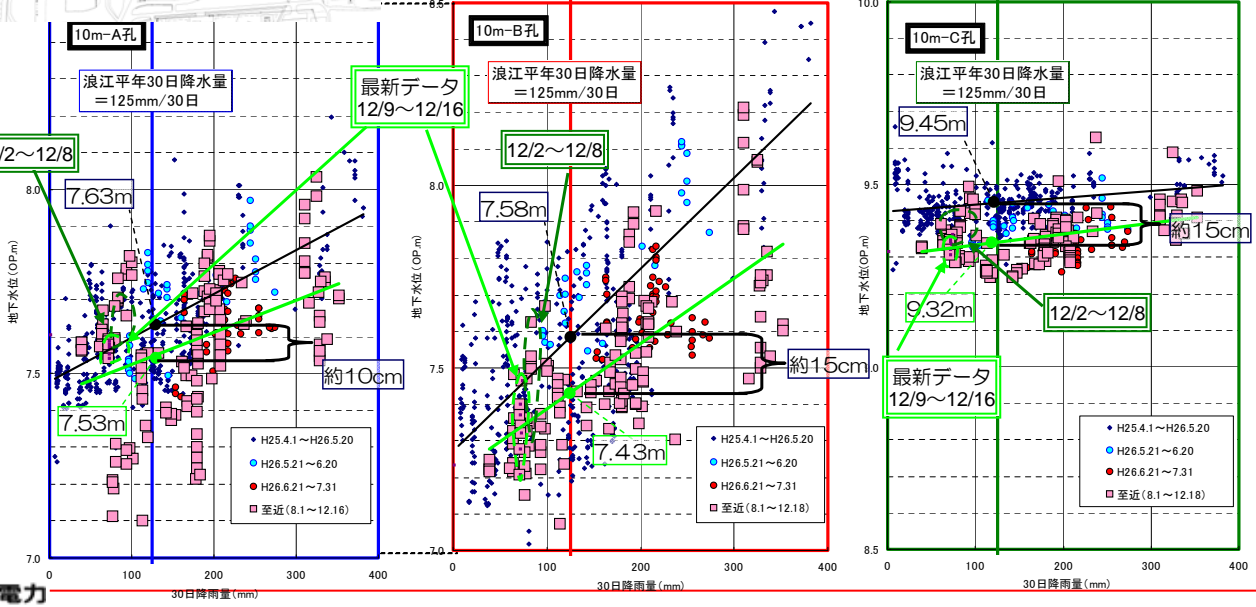 10m-A孔
浪江平年30日降水量
＝125mm/30日
/2～12/8
7.63m
7.53m
約10cm
地下水位(OP.m)
8.0
7.5
7.0
H25.4.1～H26.5.20
H26.5.21～6.20
H26.6.21～7.31
至近(8.1～12.16)
0 100 200 300 400
30日降雨量(mm)
最新データ
12/9～12/16
10m-B孔
浪江平年30日降水量
＝125mm/30日
12/2～12/8
7.58m
7.43m
約15cm
地下水位(OP.m)
8.5
8.0
7.5
7.0
H25.4.1～H26.5.20
H26.5.21～6.20
H26.6.21～7.31
至近(8.1～12.18)
0 100 200 300 400
30日降雨量(mm)
10m-C孔
浪江平年30日降水量
＝125mm/30日
9.45m
9.32m
約15cm
12/2～12/8
最新データ
12/9～12/16
地下水位(OP.m)
10.0
9.5
.0
8.5
H25.4.1～H26.5.20
H26.5.21～6.20
H26.6.21～7.31
至近(8.1～12.18)
0 100 200 300 400
30日降雨量(mm)
電力